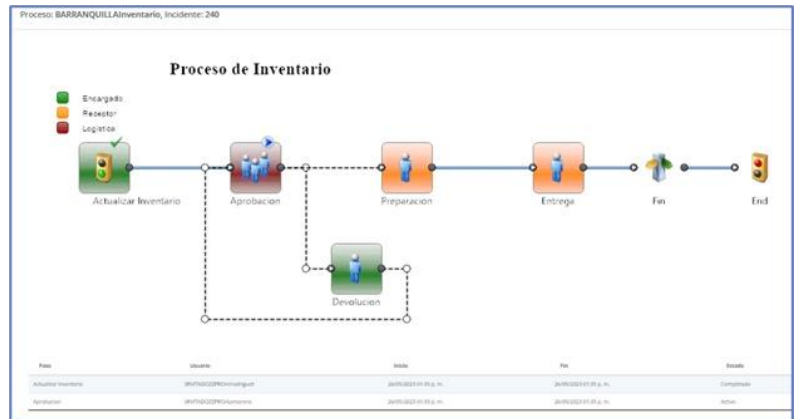 Proceso: BARRANQUILLAInventario, Incidente: 240
Proceso de Inventario
Encargado
Receptor
Logistica
Actualizar Inventario
Aprobacion
Preparacion
Entrega
Fin
End
Devolucion
Paso Usuario Inicio Fin Estado
Actualizar Inventario Completado
Aprobacion Activo